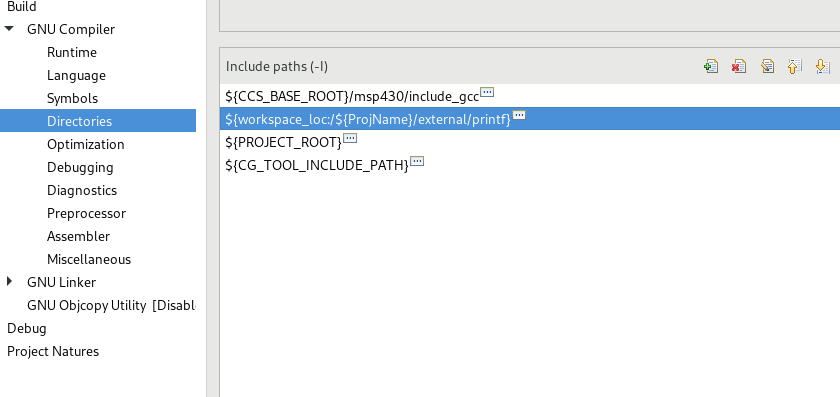 Build
GNU Compiler
Runtime
Language
Symbols
Directories
Optimization
Debugging
Diagnostics
Preprocessor
Assembler
Miscellaneous
GNU Linker
GNU Objcopy Utility [Disabl
Debug
Project Natures
Include paths (-I)
${CCS_BASE_ROOT}/msp430/include_gcc
${workspace_loc:/${ProjName}/external/printf}
${PROJECT_ROOT}
${CG_TOOL_INCLUDE_PATH}